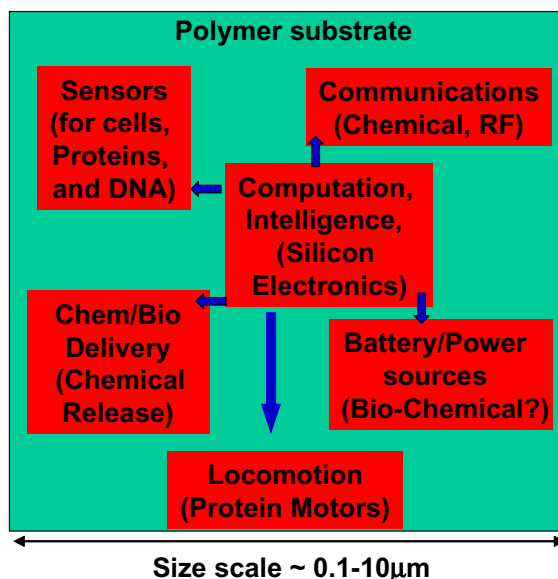 Polymer substrate
Sensors
(for cells,
Proteins,
and DNA)
Communications
(Chemical, RF)
Computation,
Intelligence,
(Silicon
Electronics)
Chem/Bio
Delivery
(Chemical
Release)
Battery/Power
sources
(Bio-Chemical?)
Locomotion
(Protein Motors)
Size scale ~ 0.1-10μm